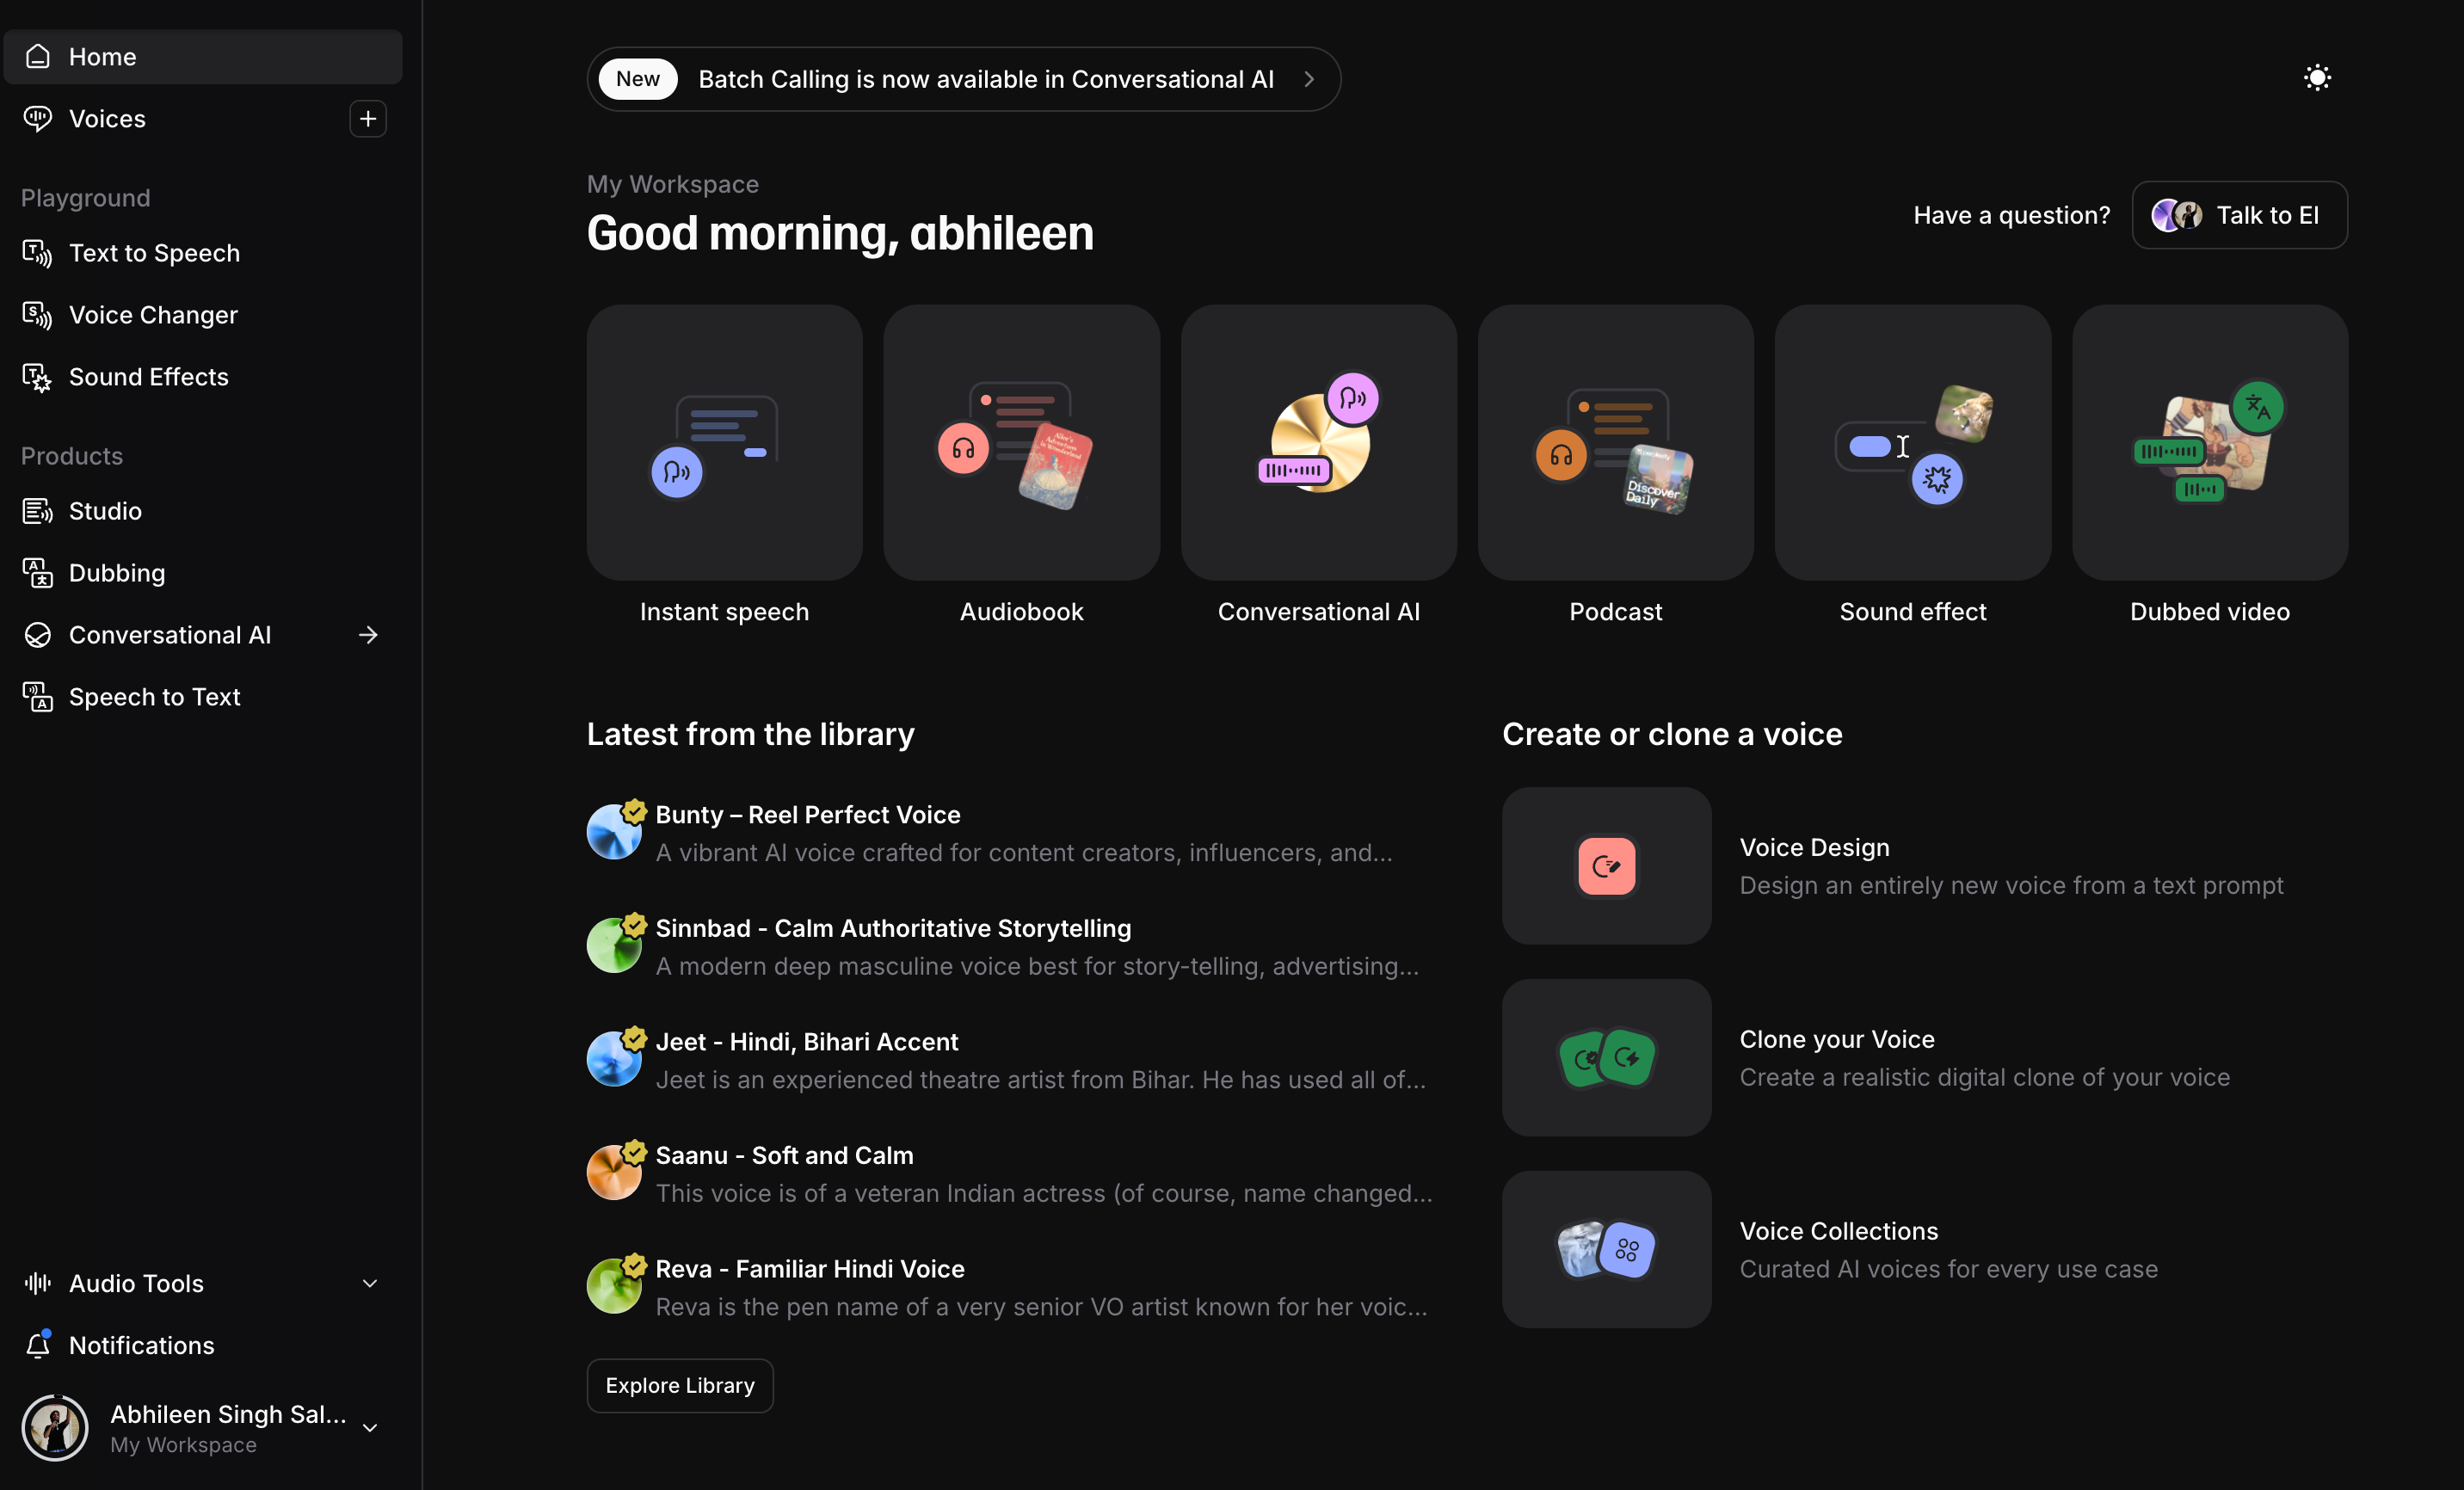 Home
Voices
Playground
Text to Speech
Voice Changer
Sound Effects
Products
Studio
Dubbing
Conversational AI
Speech to Text
Audio Tools
Notifications
Abhileen Singh Sal...
My Workspace
New Batch Calling is now available in Conversational AI
My Workspace
Good morning, abhileen
Have a question? Talk to El
Alice's
Adventure
in Wonderland
Discover
Daily
Instant speech
Audiobook
Conversational AI
Podcast
Sound effect
Dubbed video
Latest from the library
Bunty – Reel Perfect Voice
A vibrant AI voice crafted for content creators, influencers, and...
Sinnbad - Calm Authoritative Storytelling
A modern deep masculine voice best for story-telling, advertising...
Jeet - Hindi, Bihari Accent
Jeet is an experienced theatre artist from Bihar. He has used all of...
Saanu - Soft and Calm
This voice is of a veteran Indian actress (of course, name changed...
Reva - Familiar Hindi Voice
Reva is the pen name of a very senior VO artist known for her voic...
Explore Library
Create or clone a voice
Voice Design
Design an entirely new voice from a text prompt
Clone your Voice
Create a realistic digital clone of your voice
Voice Collections
Curated AI voices for every use case